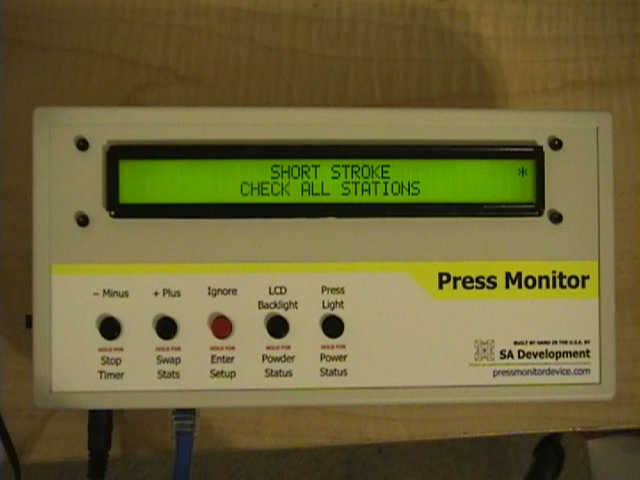 SHORT STROKE *
CHECK ALL STATIONS
Press Monitor
– Minus
+ Plus
Ignore
LCD Backlight
Press Light
HOLD FOR
HOLD FOR
HOLD FOR
HOLD FOR
HOLD FOR
Stop Timer
Swap Stats
Enter Setup
Powder Status
Power Status
BUILT BY HAND IN THE U.S.A. BY
SA Development
pressmonitordevice.com